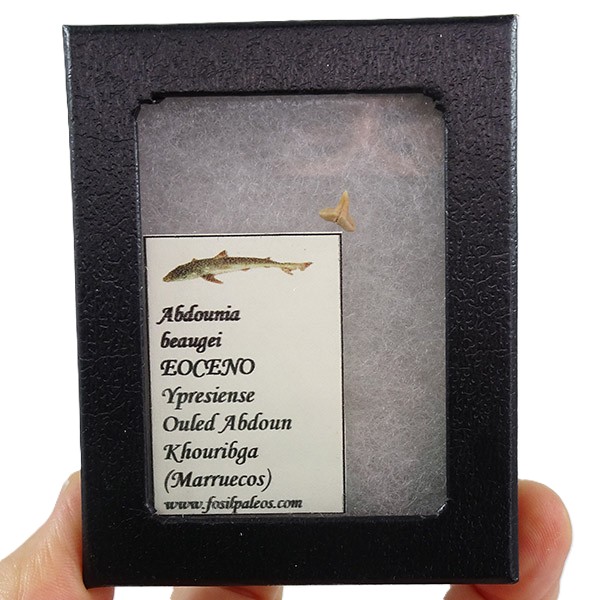 Abdounia
beaugei
EOCENO
Ypresiense
Ouled Abdoun
Khouribga
(Marruecos)
www.fosilpaleos.com